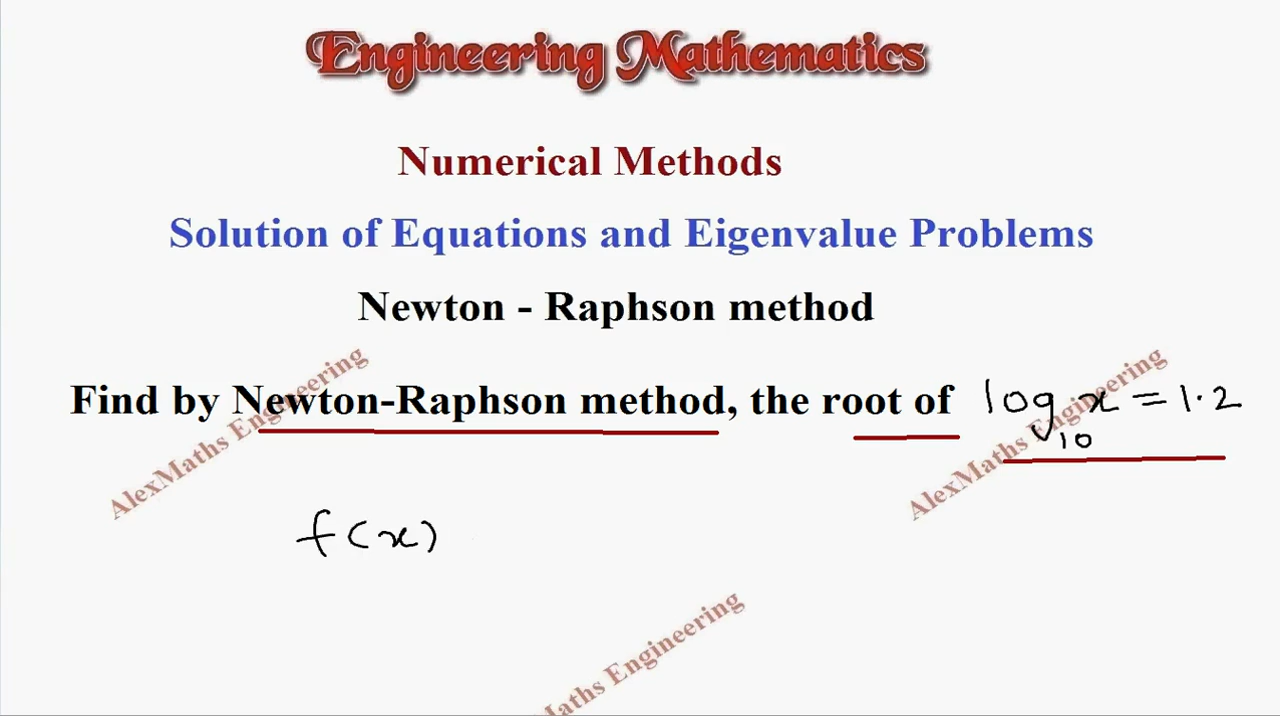 Engineering Mathematics
Numerical Methods
Solution of Equations and Eigenvalue Problems
Newton - Raphson method
Find by Newton-Raphson method, the root of log₁₀ x = 1.2
AlexMaths Engineering
AlexMaths Engineering
f(x)
Maths Engineering